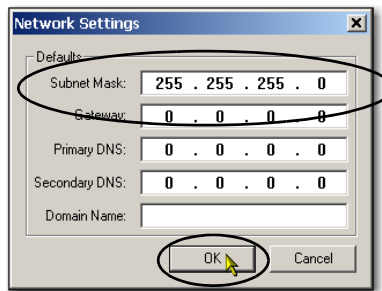 Network Settings
Defaults
Subnet Mask: 255 . 255 . 255 . 0
Gateway: 0 . 0 . 0 . 0
Primary DNS: 0 . 0 . 0 . 0
Secondary DNS: 0 . 0 . 0 . 0
Domain Name:
OK Cancel